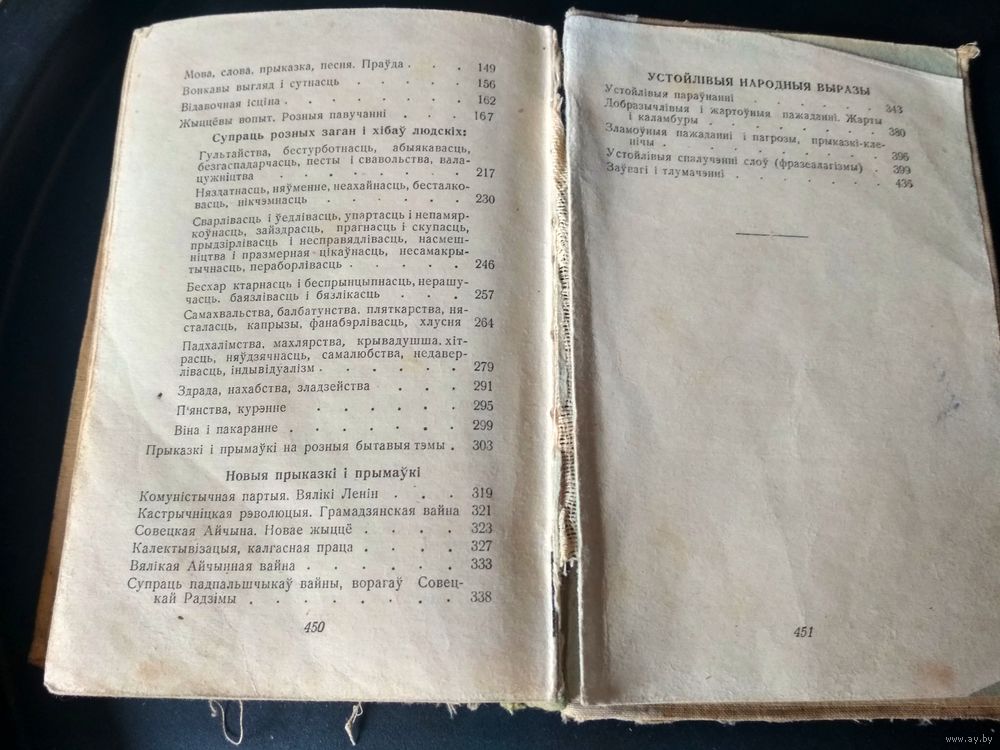 Мова, слова, прыказка, песня. Праўда . . . 149
Вонкавы выгляд і сутнасць . . . . . 156
Відавочная ісціна . . . . . . . 162
Жыццёвы вопыт. Розныя павучанні . . . . 167
Супраць розных заган і хібаў людскіх:
Гультайства, бестурботнасць, абыякавасць,
безгаспадарчасць, песты і свавольства, вала-
цужніцтва . . . . . . . 217
Няздатнасць, няўменне, неахайнасць, бесталко-
васць, нікчэмнасць . . . . . . 230
Сварлівасць і ўедлівасць, упартасць і непамяр-
коўнасць, зайздрасць, прагнасць і скупасць,
прыдзірлівасць і несправядлівасць, насмеш-
ніцтва і празмерная цікаўнасць, несамакры-
тычнасць, пераборлівасць . . . . . 246
Бесхар ктарнасць і беспрынцыпнасць, нерашу-
часць. баязлівасць і бязлікасць . . . 257
Самахвальства, балбатунства. пляткарства, ня-
сталасць, капрызы, фанабэрлівасць, хлусня 264
Падхалімства, махлярства, крывадушша. хіт-
расць, няўдзячнасць, самалюбства, недавер-
лівасць, індывідуалізм . . . . . . 279
Здрада, нахабства, зладзейства . . . 291
П'янства, курэнне . . . . . . 295
Віна і пакаранне . . . . . . . 299
Прыказкі і прымаўкі на розныя бытавыя тэмы . 303
Новыя прыказкі і прымаўкі
Комуністычная партыя. Вялікі Ленін . . . 319
Кастрычніцкая рэволюцыя. Грамадзянская вайна 321
Совецкая Айчына. Новае жыццё . . . . 323
Калектывізацыя, калгасная праца . . . . 327
Вялікая Айчынная вайна . . . . . . 333
Супраць падпальшчыкаў вайны, ворагаў Совец-
кай Радзімы . . . . . . . 338
450
УСТОЙЛІВЫЯ НАРОДНЫЯ ВЫРАЗЫ
Устойлівыя параўнанні . . . . . . 343
Добразычлівыя і жартоўныя пажаданні. Жарты
і каламбуры . . . . . . . 380
Зламоўныя пажаданні і пагрозы, прыказкі-кле-
нічы . . . . . . . . 395
Устойлівыя спалучэнні слоў (фразеалагізмы) . 399
Заўвагі і тлумачэнні . . . . . . 436
451
www.ay.by